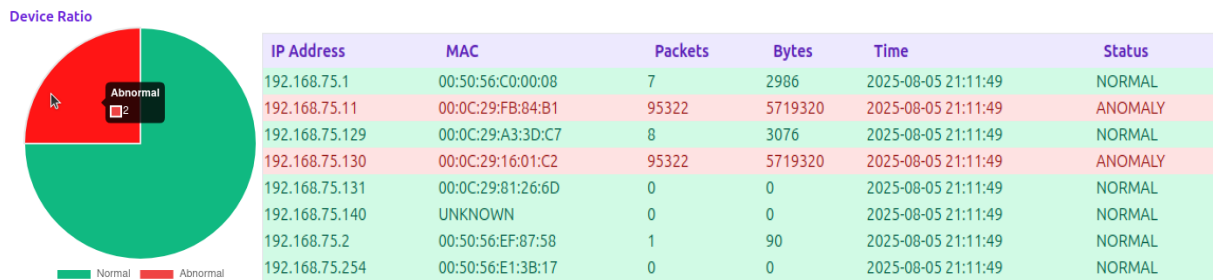 Device Ratio
Abnormal
2
Normal Abnormal
IP Address MAC Packets Bytes Time Status
192.168.75.1 00:50:56:C0:00:08 7 2986 2025-08-05 21:11:49 NORMAL
192.168.75.11 00:0C:29:FB:84:B1 95322 5719320 2025-08-05 21:11:49 ANOMALY
192.168.75.129 00:0C:29:A3:3D:C7 8 3076 2025-08-05 21:11:49 NORMAL
192.168.75.130 00:0C:29:16:01:C2 95322 5719320 2025-08-05 21:11:49 ANOMALY
192.168.75.131 00:0C:29:81:26:6D 0 0 2025-08-05 21:11:49 NORMAL
192.168.75.140 UNKNOWN 0 0 2025-08-05 21:11:49 NORMAL
192.168.75.2 00:50:56:EF:87:58 1 90 2025-08-05 21:11:49 NORMAL
192.168.75.254 00:50:56:E1:3B:17 0 0 2025-08-05 21:11:49 NORMAL